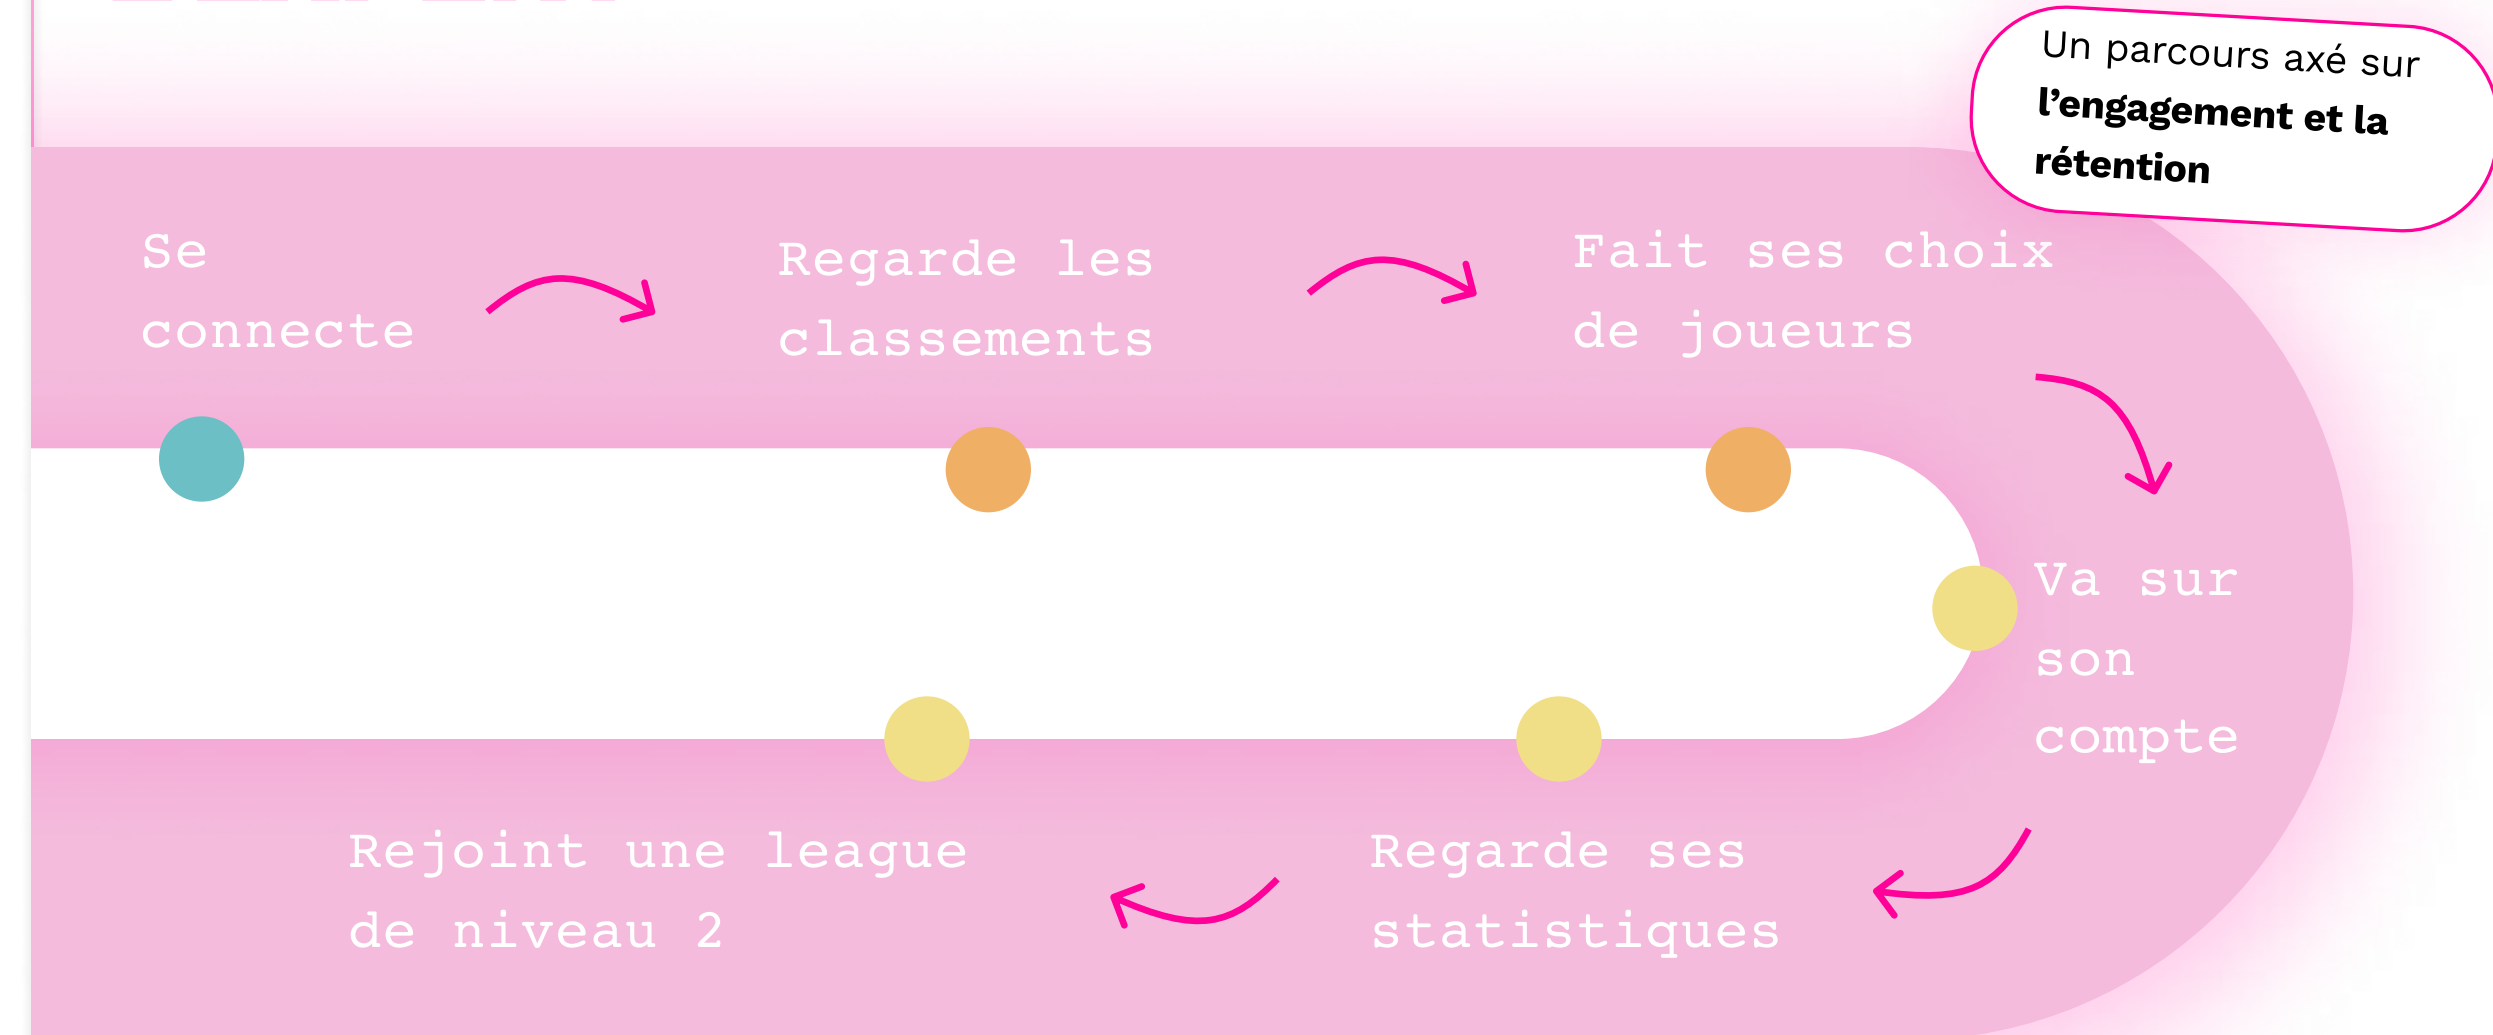 Un parcours axé sur
l'engagement et la
rétention
Se
connecte
Regarde les
classements
Fait ses choix
de joueurs
Va sur
son
compte
Regarde ses
statistiques
Rejoint une league
de niveau 2